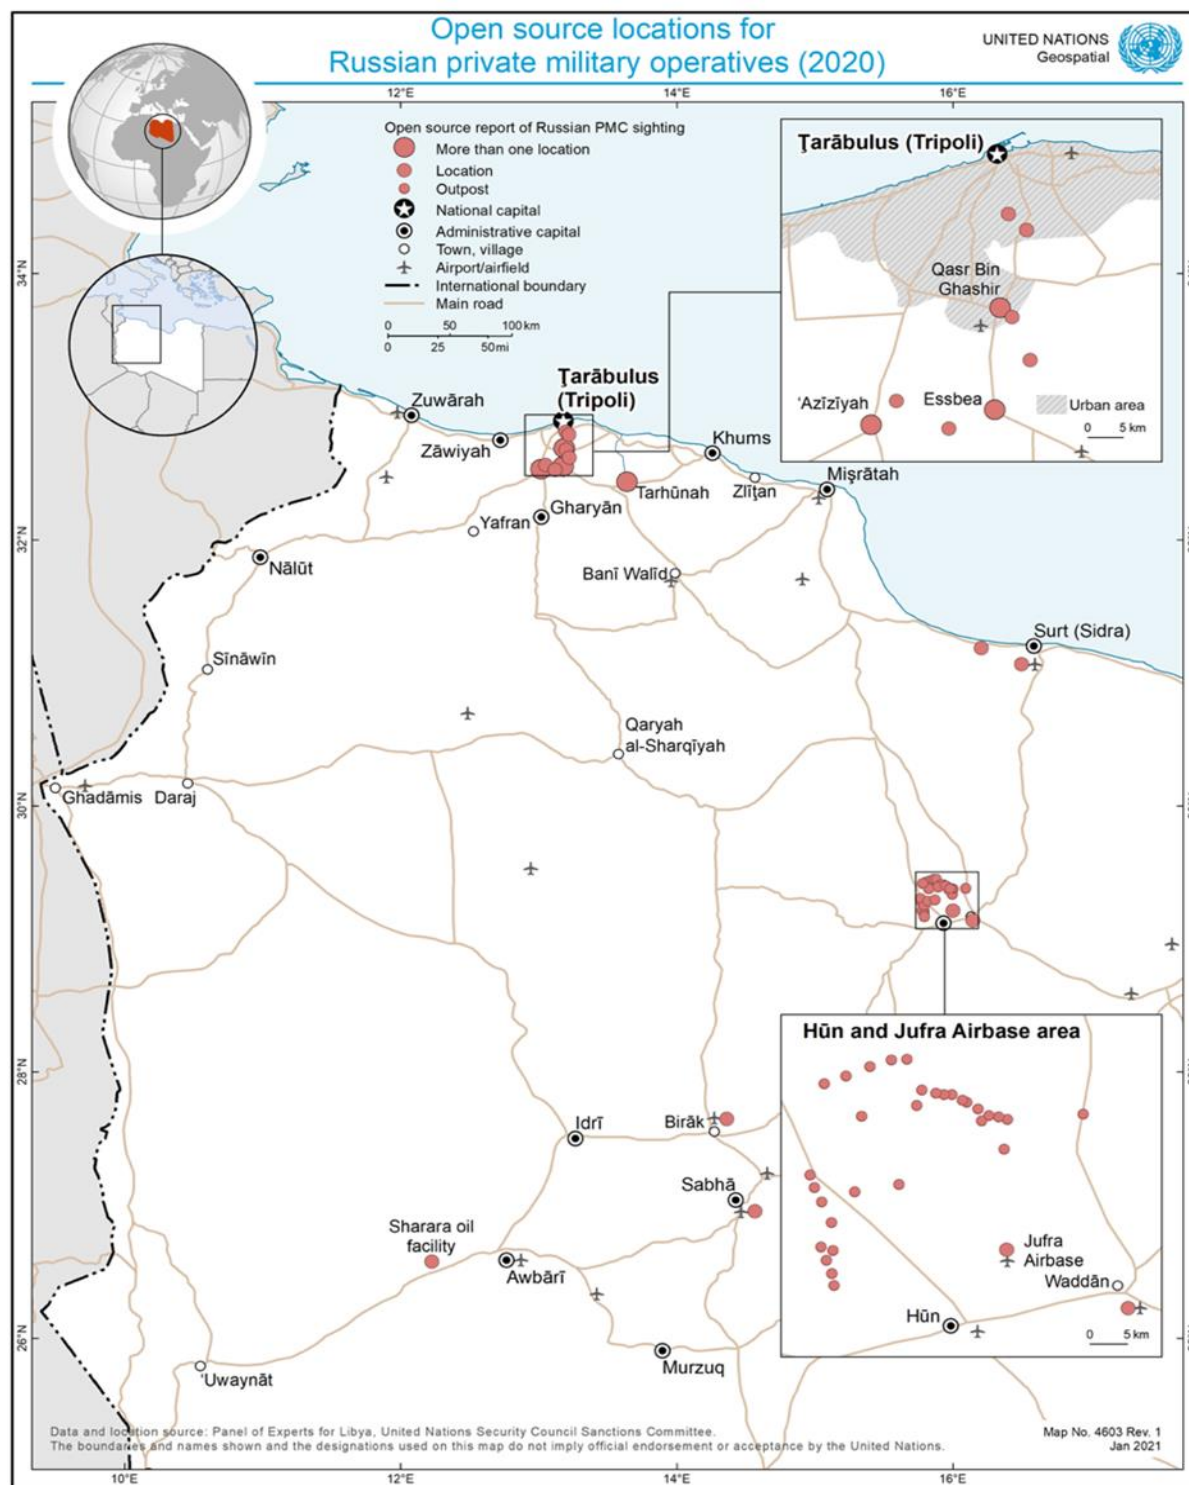 Open source locations for
Russian private military operatives (2020)
UNITED NATIONS
Geospatial
12°E
14°E
16°E
Open source report of Russian PMC sighting
More than one location
Location
Outpost
National capital
Administrative capital
Town, village
Airport/airfield
International boundary
Main road
0 50 100 km
0 25 50 mi
Ţarābulus (Tripoli)
Qasr Bin
Ghashir
'Azīzīyah
Essbea
Urban area
0 5 km
34°N
Ţarābulus
(Tripoli)
Zuwārah
Zāwiyah
Khums
Tarhūnah
Zlīţan
Mişrātah
Gharyān
Yafran
32°N
Nālūt
Banī Walīd
Surt (Sidra)
Sīnāwīn
Qaryah
al-Sharqīyah
Ghadāmis
Daraj
30°N
Hūn and Jufra Airbase area
Jufra
Airbase
Waddān
Hūn
0 5 km
28°N
Idrī
Birāk
Sabhā
Sharara oil
facility
Awbārī
26°N
Murzuq
'Uwaynāt
Data and location source: Panel of Experts for Libya, United Nations Security Council Sanctions Committee.
The boundaries and names shown and the designations used on this map do not imply official endorsement or acceptance by the United Nations.
Map No. 4603 Rev. 1
Jan 2021
10°E
12°E
14°E
16°E